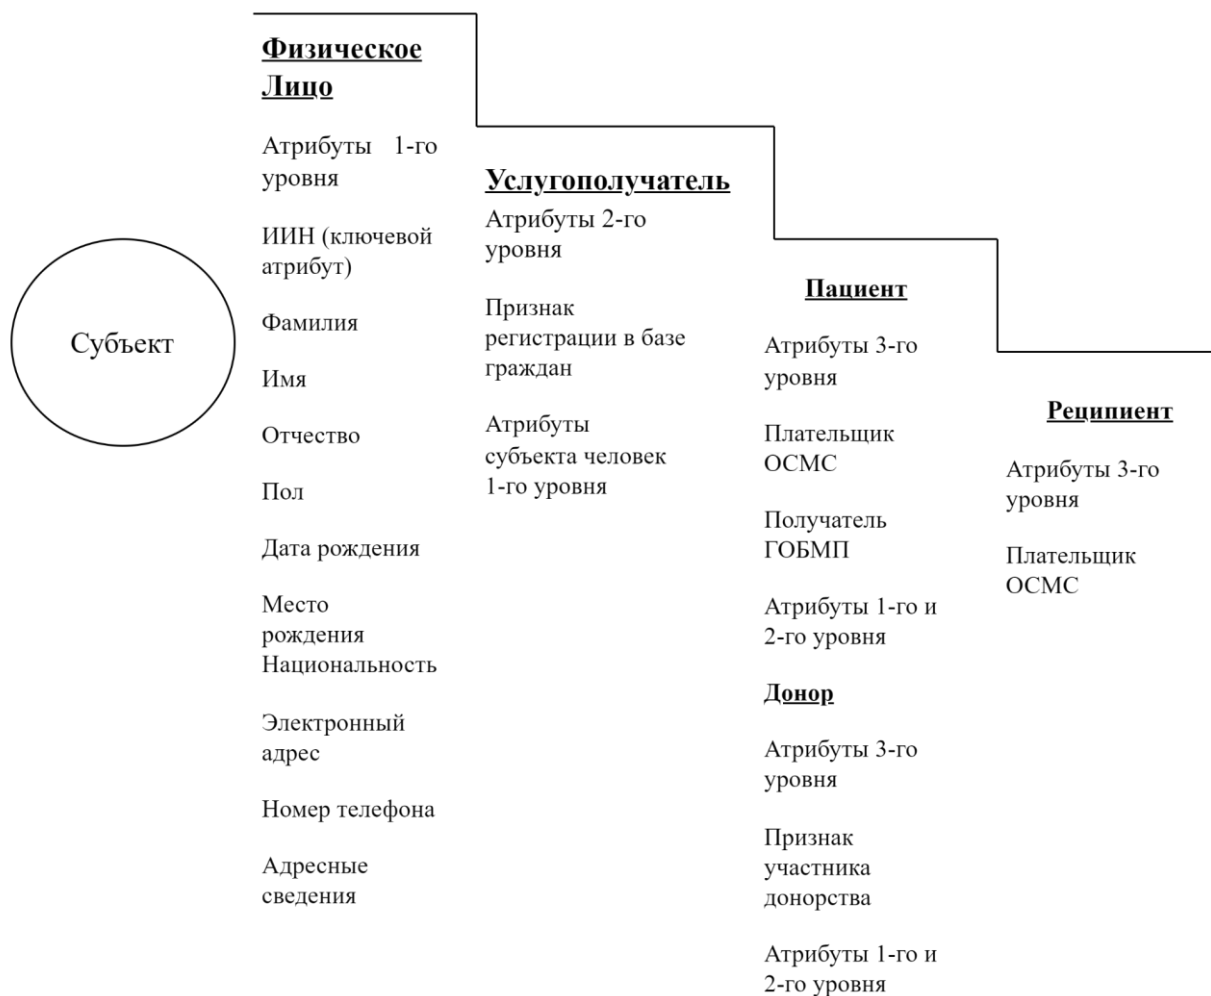 Субъект
Физическое
Лицо
Атрибуты 1-го
уровня
ИИН (ключевой
атрибут)
Фамилия
Имя
Отчество
Пол
Дата рождения
Место
рождения
Национальность
Электронный
адрес
Номер телефона
Адресные
сведения
Услугополучатель
Атрибуты 2-го
уровня
Признак
регистрации в базе
граждан
Атрибуты
субъекта человек
1-го уровня
Пациент
Атрибуты 3-го
уровня
Плательщик
ОСМС
Получатель
ГОБМП
Атрибуты 1-го и
2-го уровня
Донор
Атрибуты 3-го
уровня
Признак
участника
донорства
Атрибуты 1-го и
2-го уровня
Реципиент
Атрибуты 3-го
уровня
Плательщик
ОСМС